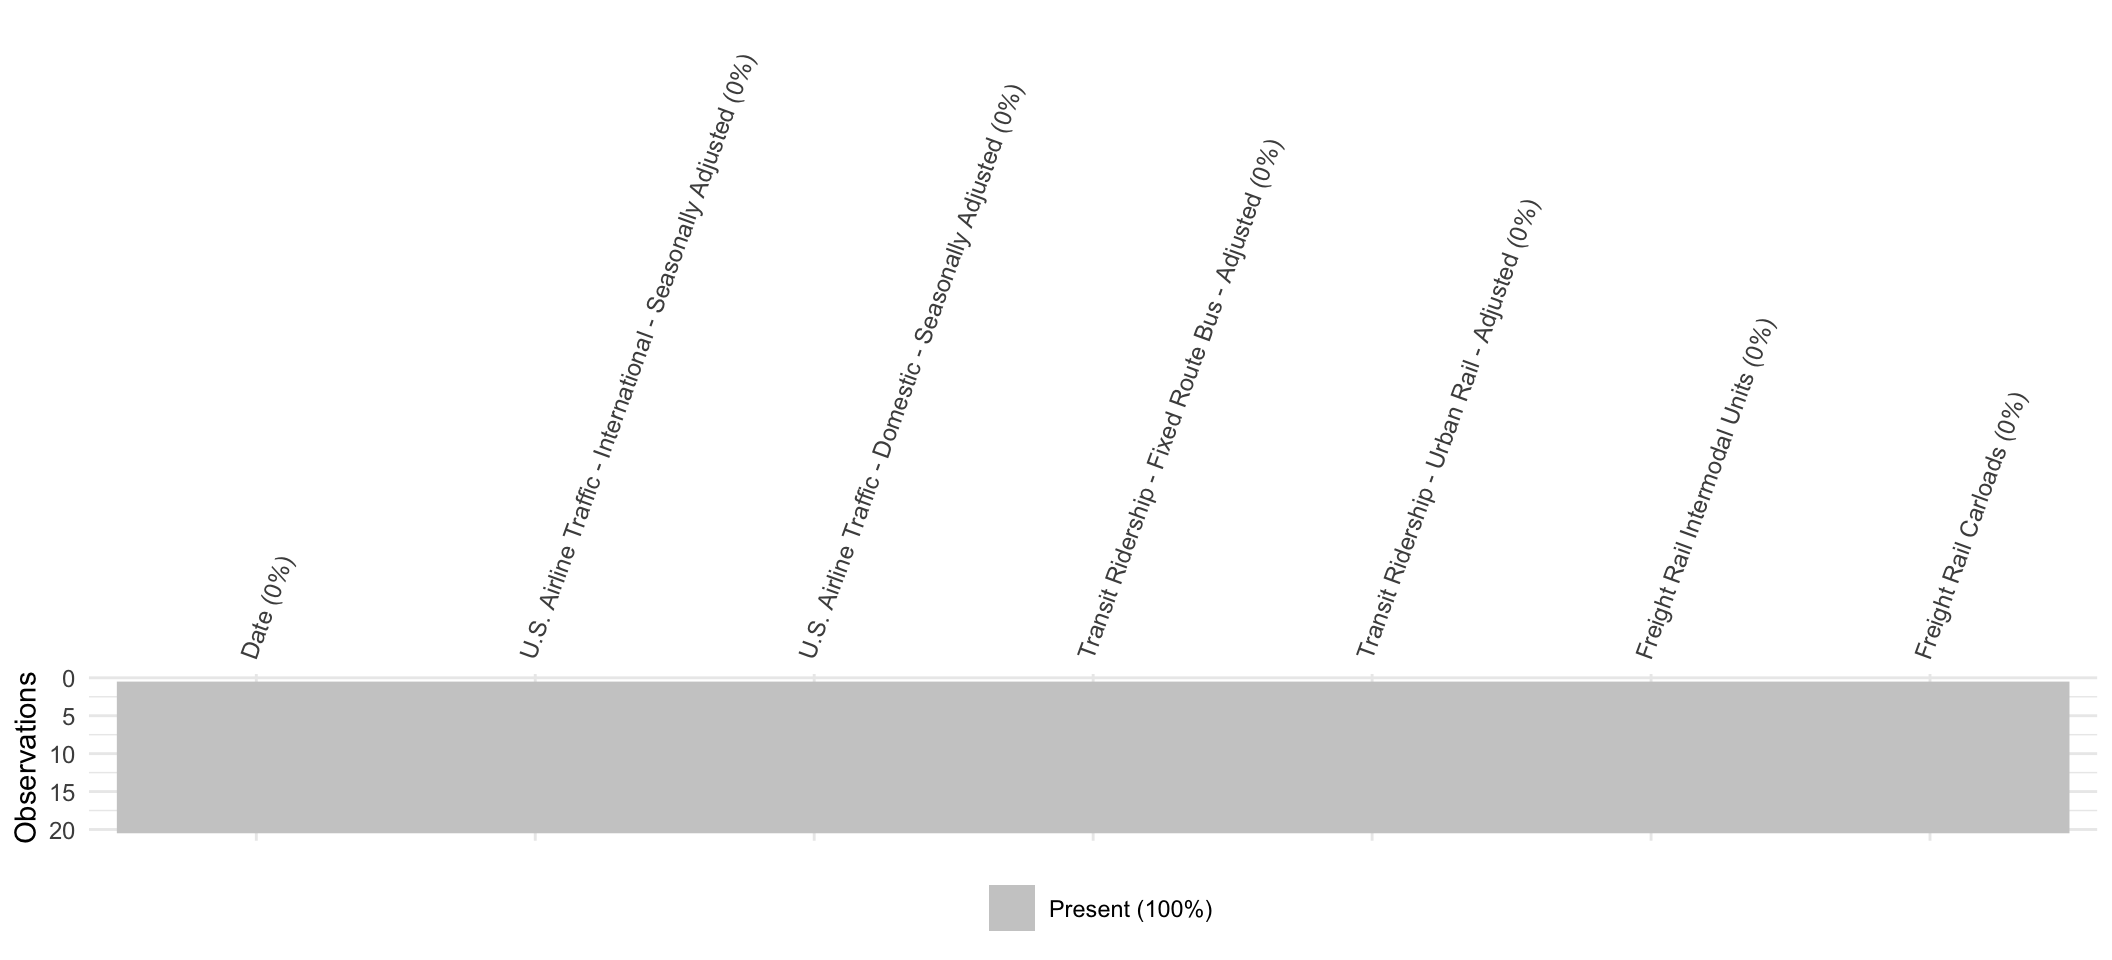 Date (0%)
U.S. Airline Traffic - International - Seasonally Adjusted (0%)
U.S. Airline Traffic - Domestic - Seasonally Adjusted (0%)
Transit Ridership - Fixed Route Bus - Adjusted (0%)
Transit Ridership - Urban Rail - Adjusted (0%)
Freight Rail Intermodal Units (0%)
Freight Rail Carloads (0%)
Observations
0
5
10
15
20
Present (100%)